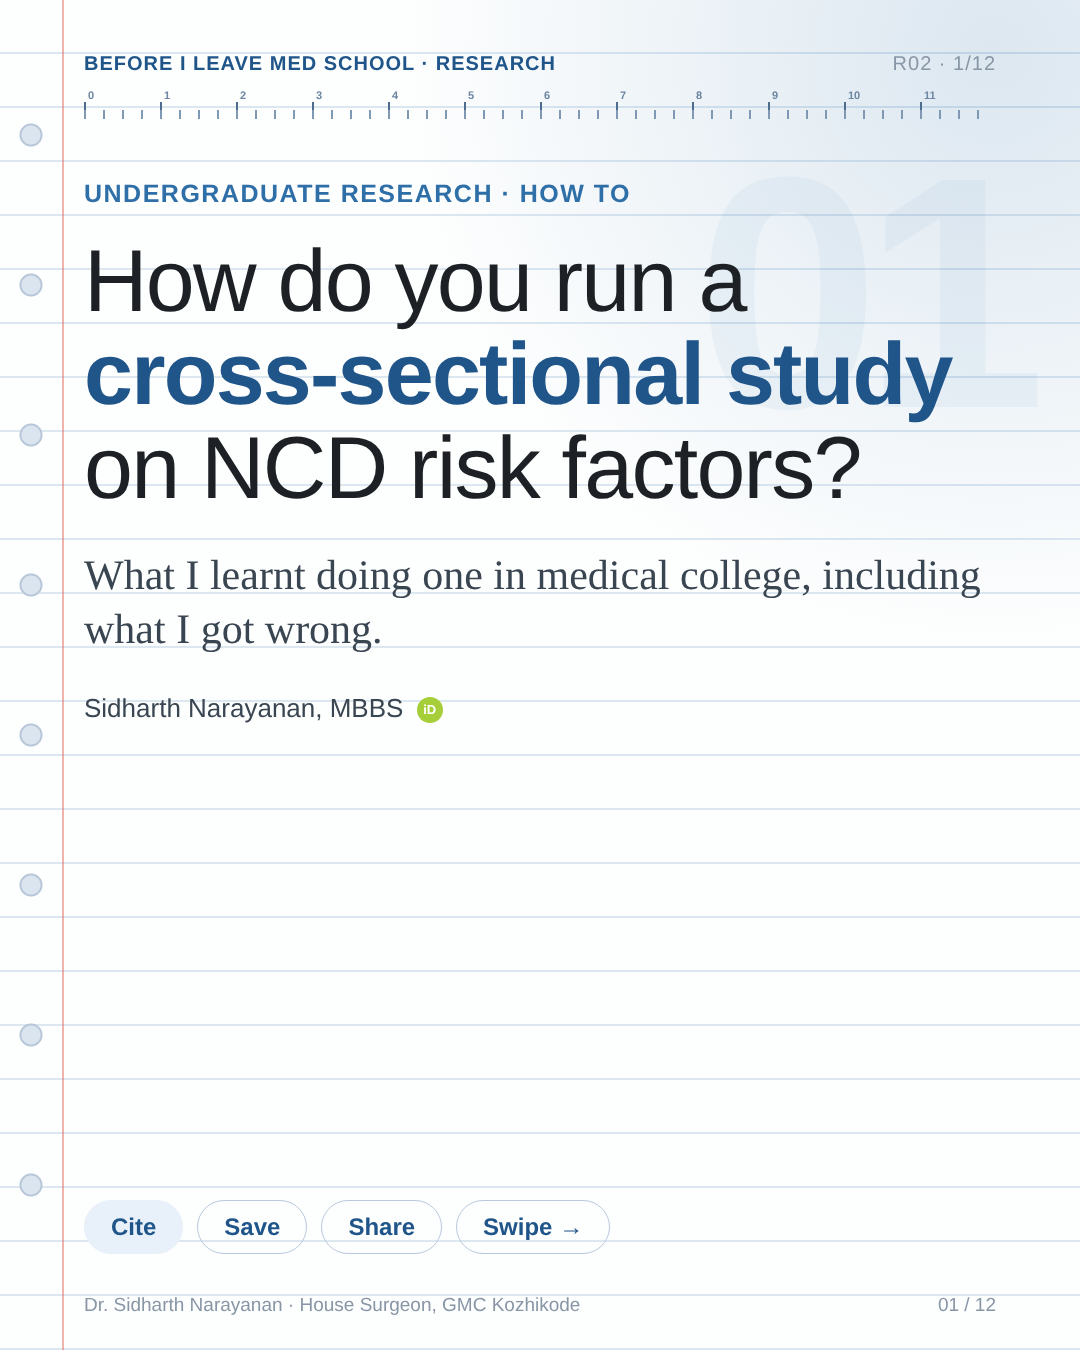 BEFORE I LEAVE MED SCHOOL · RESEARCH
R02 · 1/12
0 1 2 3 4 5 6 7 8 9 10 11
UNDERGRADUATE RESEARCH · HOW TO
01
How do you run a
cross-sectional study
on NCD risk factors?
What I learnt doing one in medical college, including
what I got wrong.
Sidharth Narayanan, MBBS iD
Cite Save Share Swipe →
Dr. Sidharth Narayanan · House Surgeon, GMC Kozhikode
01 / 12